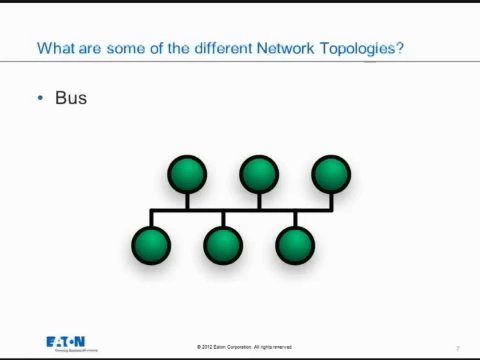 What are some of the different Network Topologies?
• Bus
EATON
© 2012 Eaton Corporation. All rights reserved
7